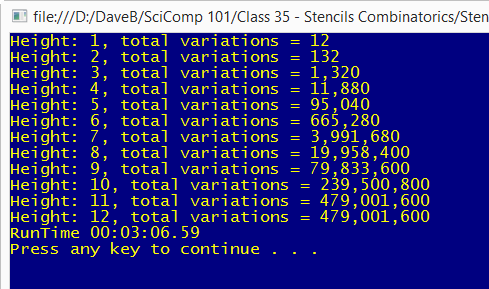 file:///D:/DaveB/SciComp 101/Class 35 - Stencils Combinatorics/Sten
Height: 1, total variations = 12
Height: 2, total variations = 132
Height: 3, total variations = 1,320
Height: 4, total variations = 11,880
Height: 5, total variations = 95,040
Height: 6, total variations = 665,280
Height: 7, total variations = 3,991,680
Height: 8, total variations = 19,958,400
Height: 9, total variations = 79,833,600
Height: 10, total variations = 239,500,800
Height: 11, total variations = 479,001,600
Height: 12, total variations = 479,001,600
RunTime 00:03:06.59
Press any key to continue . . .